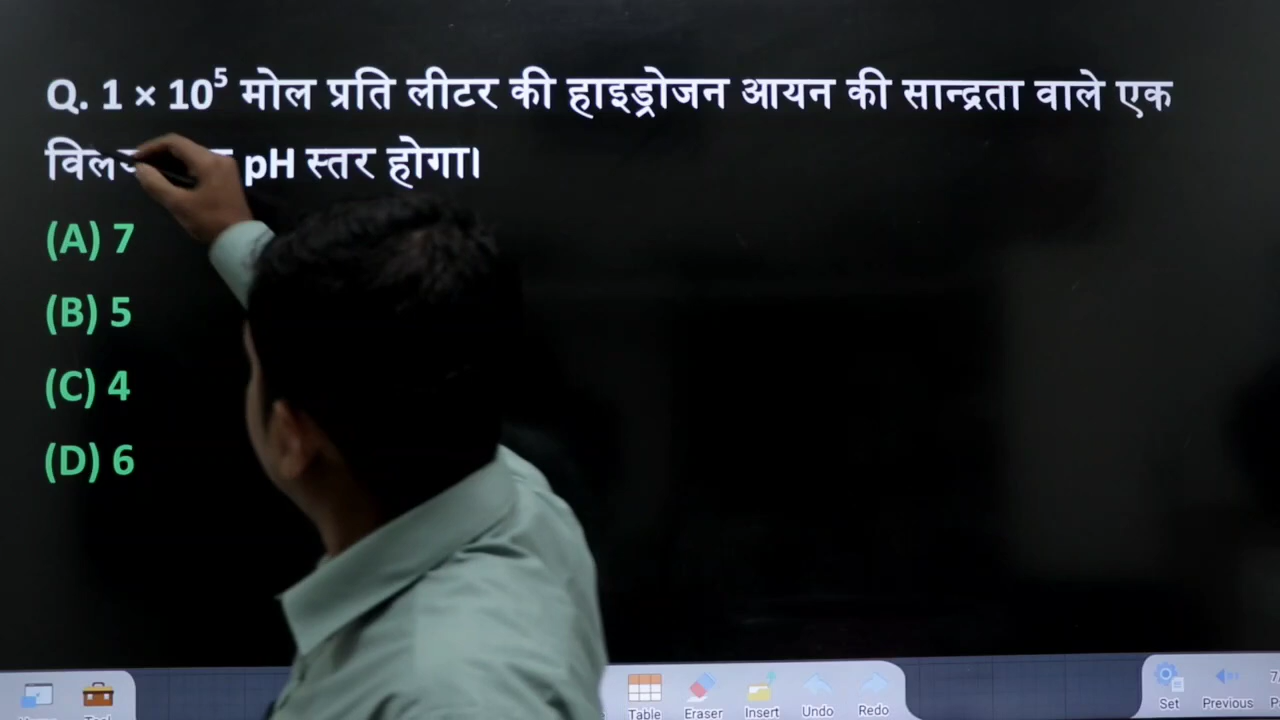 Q. 1 × 10⁵ मोल प्रति लीटर की हाइड्रोजन आयन की सान्द्रता वाले एक
pH स्तर होगा।
(A) 7
(B) 5
(C) 4
(D) 6
Table Eraser Insert Undo Redo Set Previous